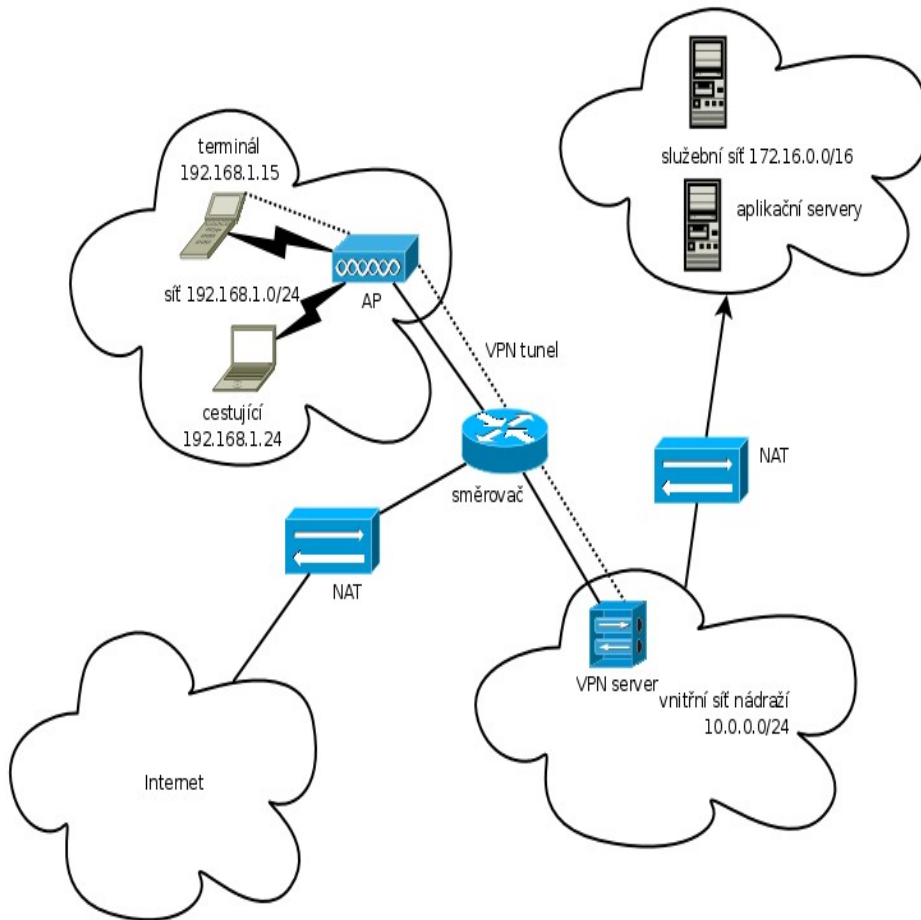 terminál
192.168.1.15
služební síť 172.16.0.0/16
aplikační servery
síť 192.168.1.0/24
AP
VPN tunel
cestující
192.168.1.24
NAT
směrovač
NAT
VPN server
vnitřní síť nádraží
10.0.0.0/24
Internet